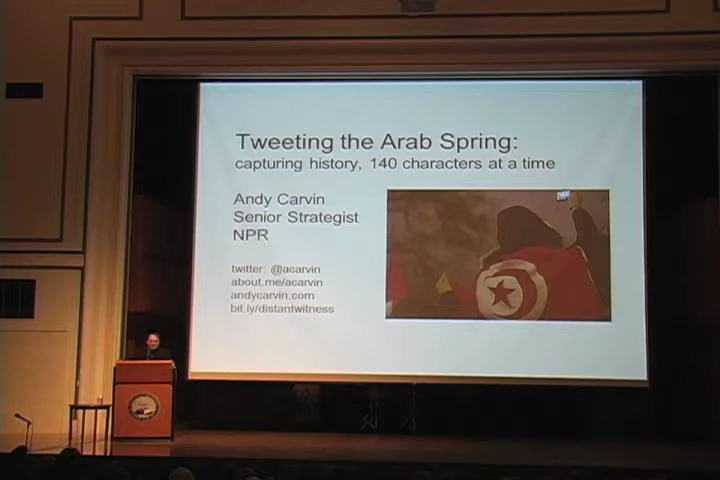 Tweeting the Arab Spring:
capturing history, 140 characters at a time
Andy Carvin
Senior Strategist
NPR
twitter: @acarvin
about.me/acarvin
andycarvin.com
bit.ly/distantwitness